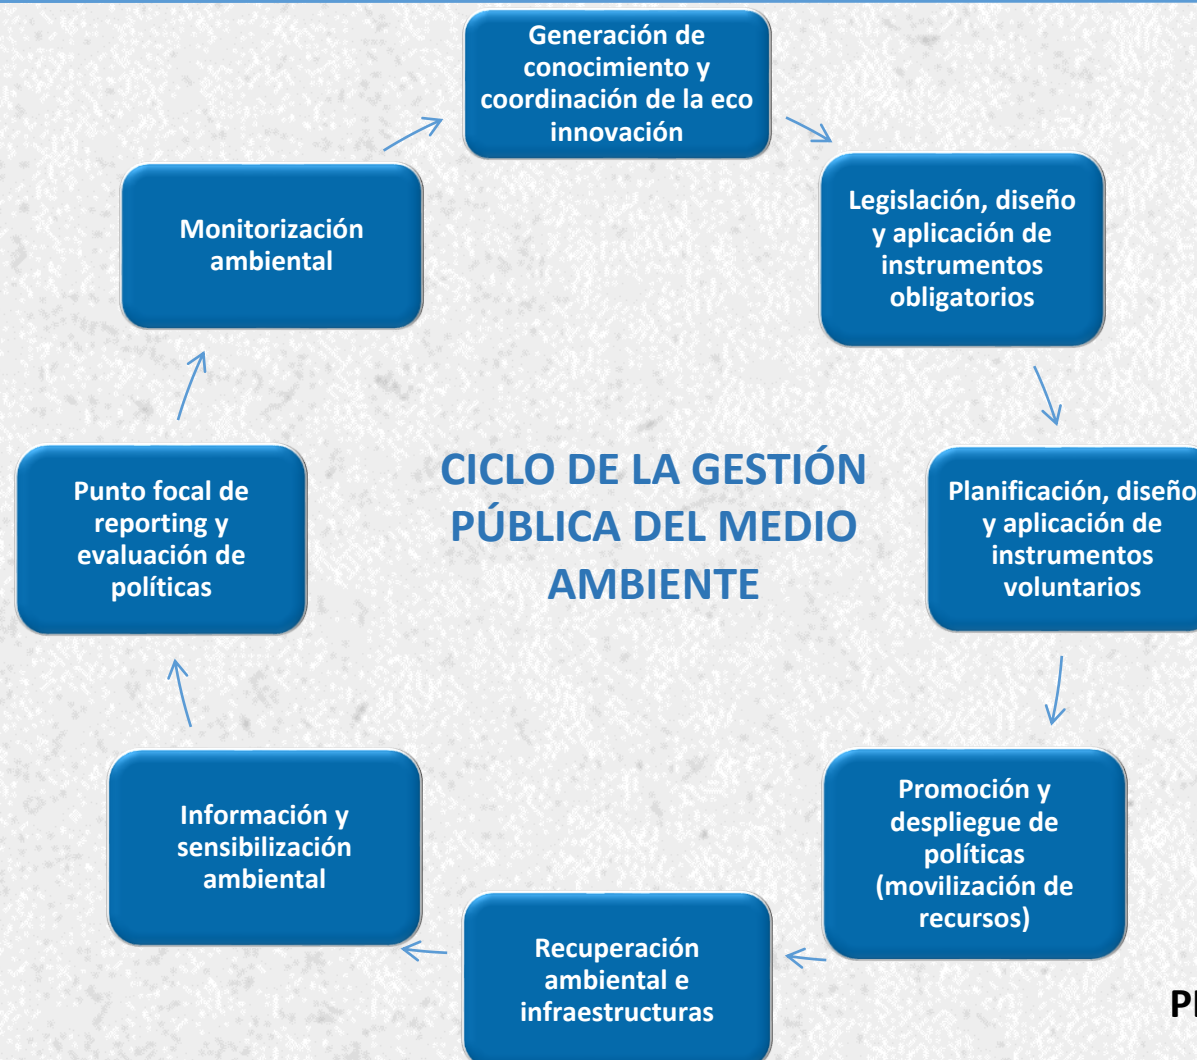 Generación de
conocimiento y
coordinación de la eco
innovación
Legislación, diseño
y aplicación de
instrumentos
obligatorios
Planificación, diseño
y aplicación de
instrumentos
voluntarios
Promoción y
despliegue de
políticas
(movilización de
recursos)
Recuperación
ambiental e
infraestructuras
Información y
sensibilización
ambiental
Punto focal de
reporting y
evaluación de
políticas
Monitorización
ambiental
CICLO DE LA GESTIÓN
PÚBLICA DEL MEDIO
AMBIENTE